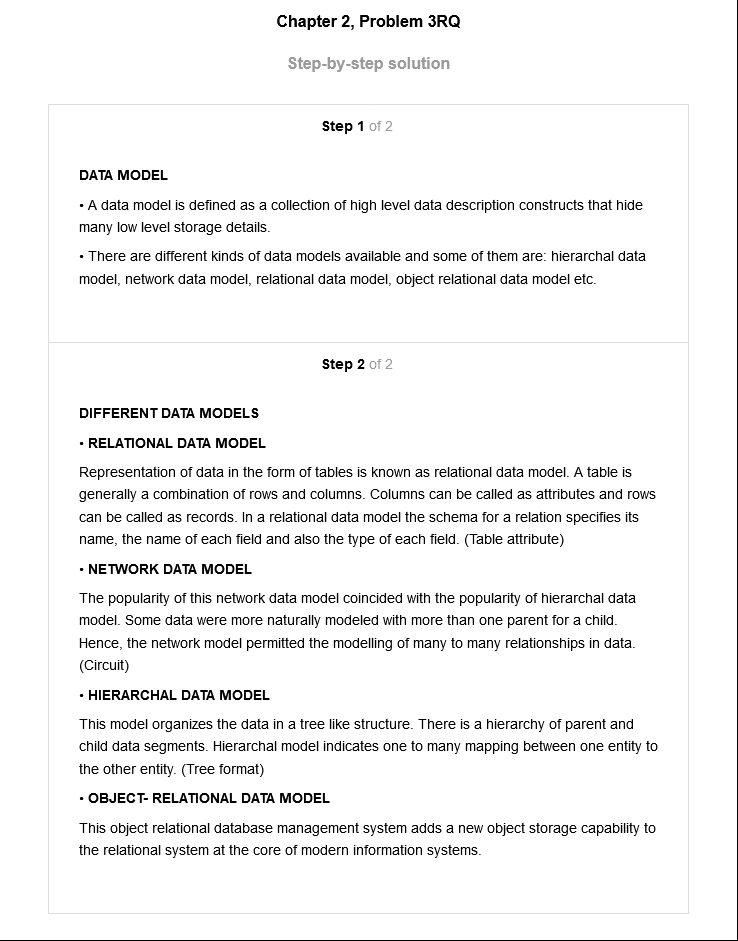 Chapter 2, Problem 3RQ
Step-by-step solution
Step 1 of 2
DATA MODEL
• A data model is defined as a collection of high level data description constructs that hide
many low level storage details.
• There are different kinds of data models available and some of them are: hierarchal data
model, network data model, relational data model, object relational data model etc.
Step 2 of 2
DIFFERENT DATA MODELS
• RELATIONAL DATA MODEL
Representation of data in the form of tables is known as relational data model. A table is
generally a combination of rows and columns. Columns can be called as attributes and rows
can be called as records. In a relational data model the schema for a relation specifies its
name, the name of each field and also the type of each field. (Table attribute)
• NETWORK DATA MODEL
The popularity of this network data model coincided with the popularity of hierarchal data
model. Some data were more naturally modeled with more than one parent for a child.
Hence, the network model permitted the modelling of many to many relationships in data.
(Circuit)
• HIERARCHAL DATA MODEL
This model organizes the data in a tree like structure. There is a hierarchy of parent and
child data segments. Hierarchal model indicates one to many mapping between one entity to
the other entity. (Tree format)
• OBJECT- RELATIONAL DATA MODEL
This object relational database management system adds a new object storage capability to
the relational system at the core of modern information systems.